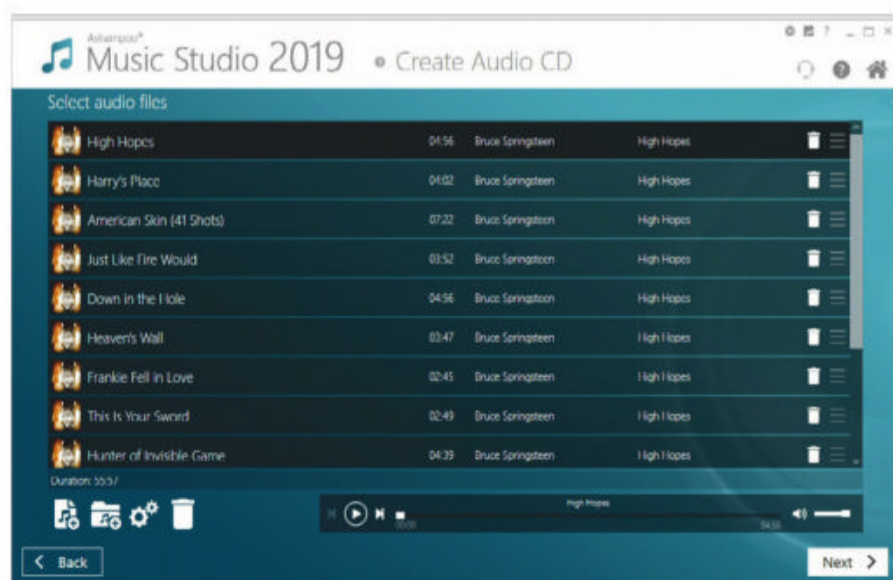 Ashampoo®
Music Studio 2019 Create Audio CD
?
Select audio files
High Hopes 04:56 Bruce Springsteen High Hopes
Harry's Place 04:02 Bruce Springsteen High Hopes
American Skin (41 Shots) 07:22 Bruce Springsteen High Hopes
Just Like Fire Would 03:52 Bruce Springsteen High Hopes
Down in the Hole 04:56 Bruce Springsteen High Hopes
Heaven's Wall 03:47 Bruce Springsteen High Hopes
Frankie Fell in Love 02:45 Bruce Springsteen High Hopes
This Is Your Sword 02:49 Bruce Springsteen High Hopes
Hunter of Invisible Game 04:39 Bruce Springsteen High Hopes
Duration: 55:57
High Hopes
00:00 04:56
Back Next